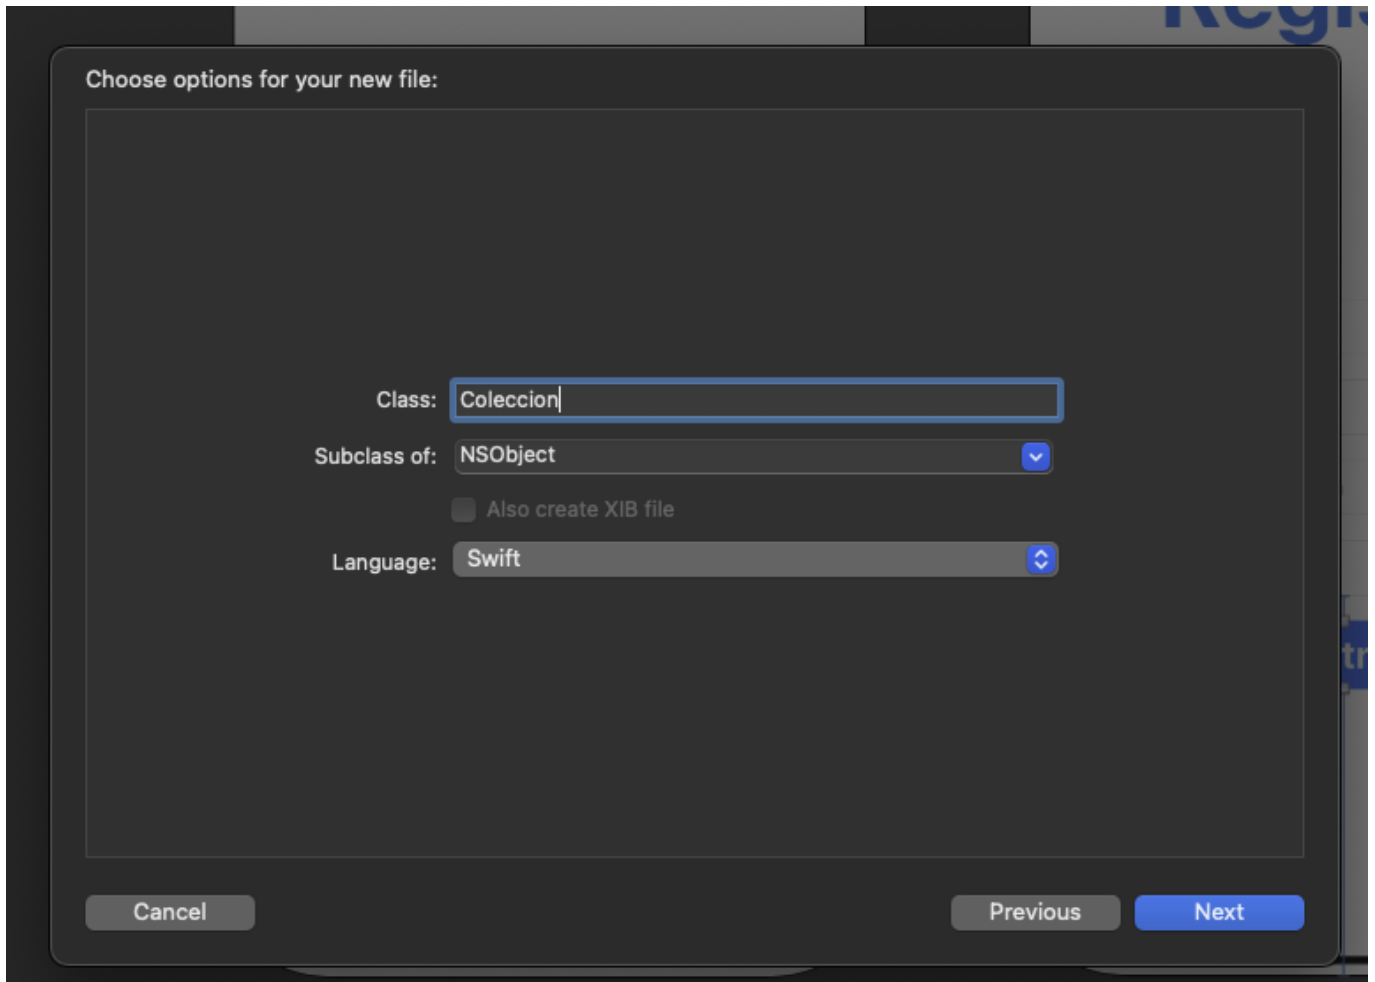 Choose options for your new file:
Class: Coleccion
Subclass of: NSObject
Also create XIB file
Language: Swift
Cancel
Previous
Next